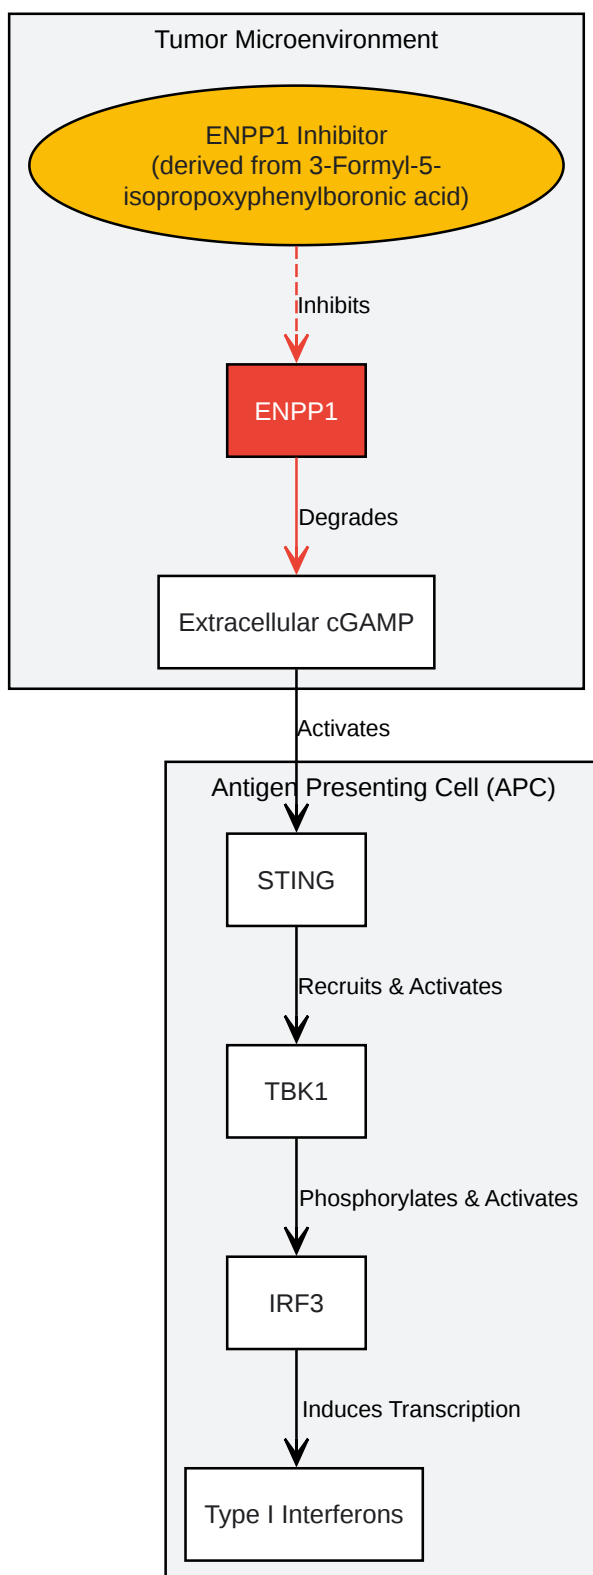 Tumor Microenvironment
ENPP1 Inhibitor
(derived from 3-Formyl-5-
isopropoxyphenylboronic acid)
Inhibits
ENPP1
Degrades
Extracellular cGAMP
Activates
Antigen Presenting Cell (APC)
STING
Recruits & Activates
TBK1
Phosphorylates & Activates
IRF3
Induces Transcription
Type I Interferons